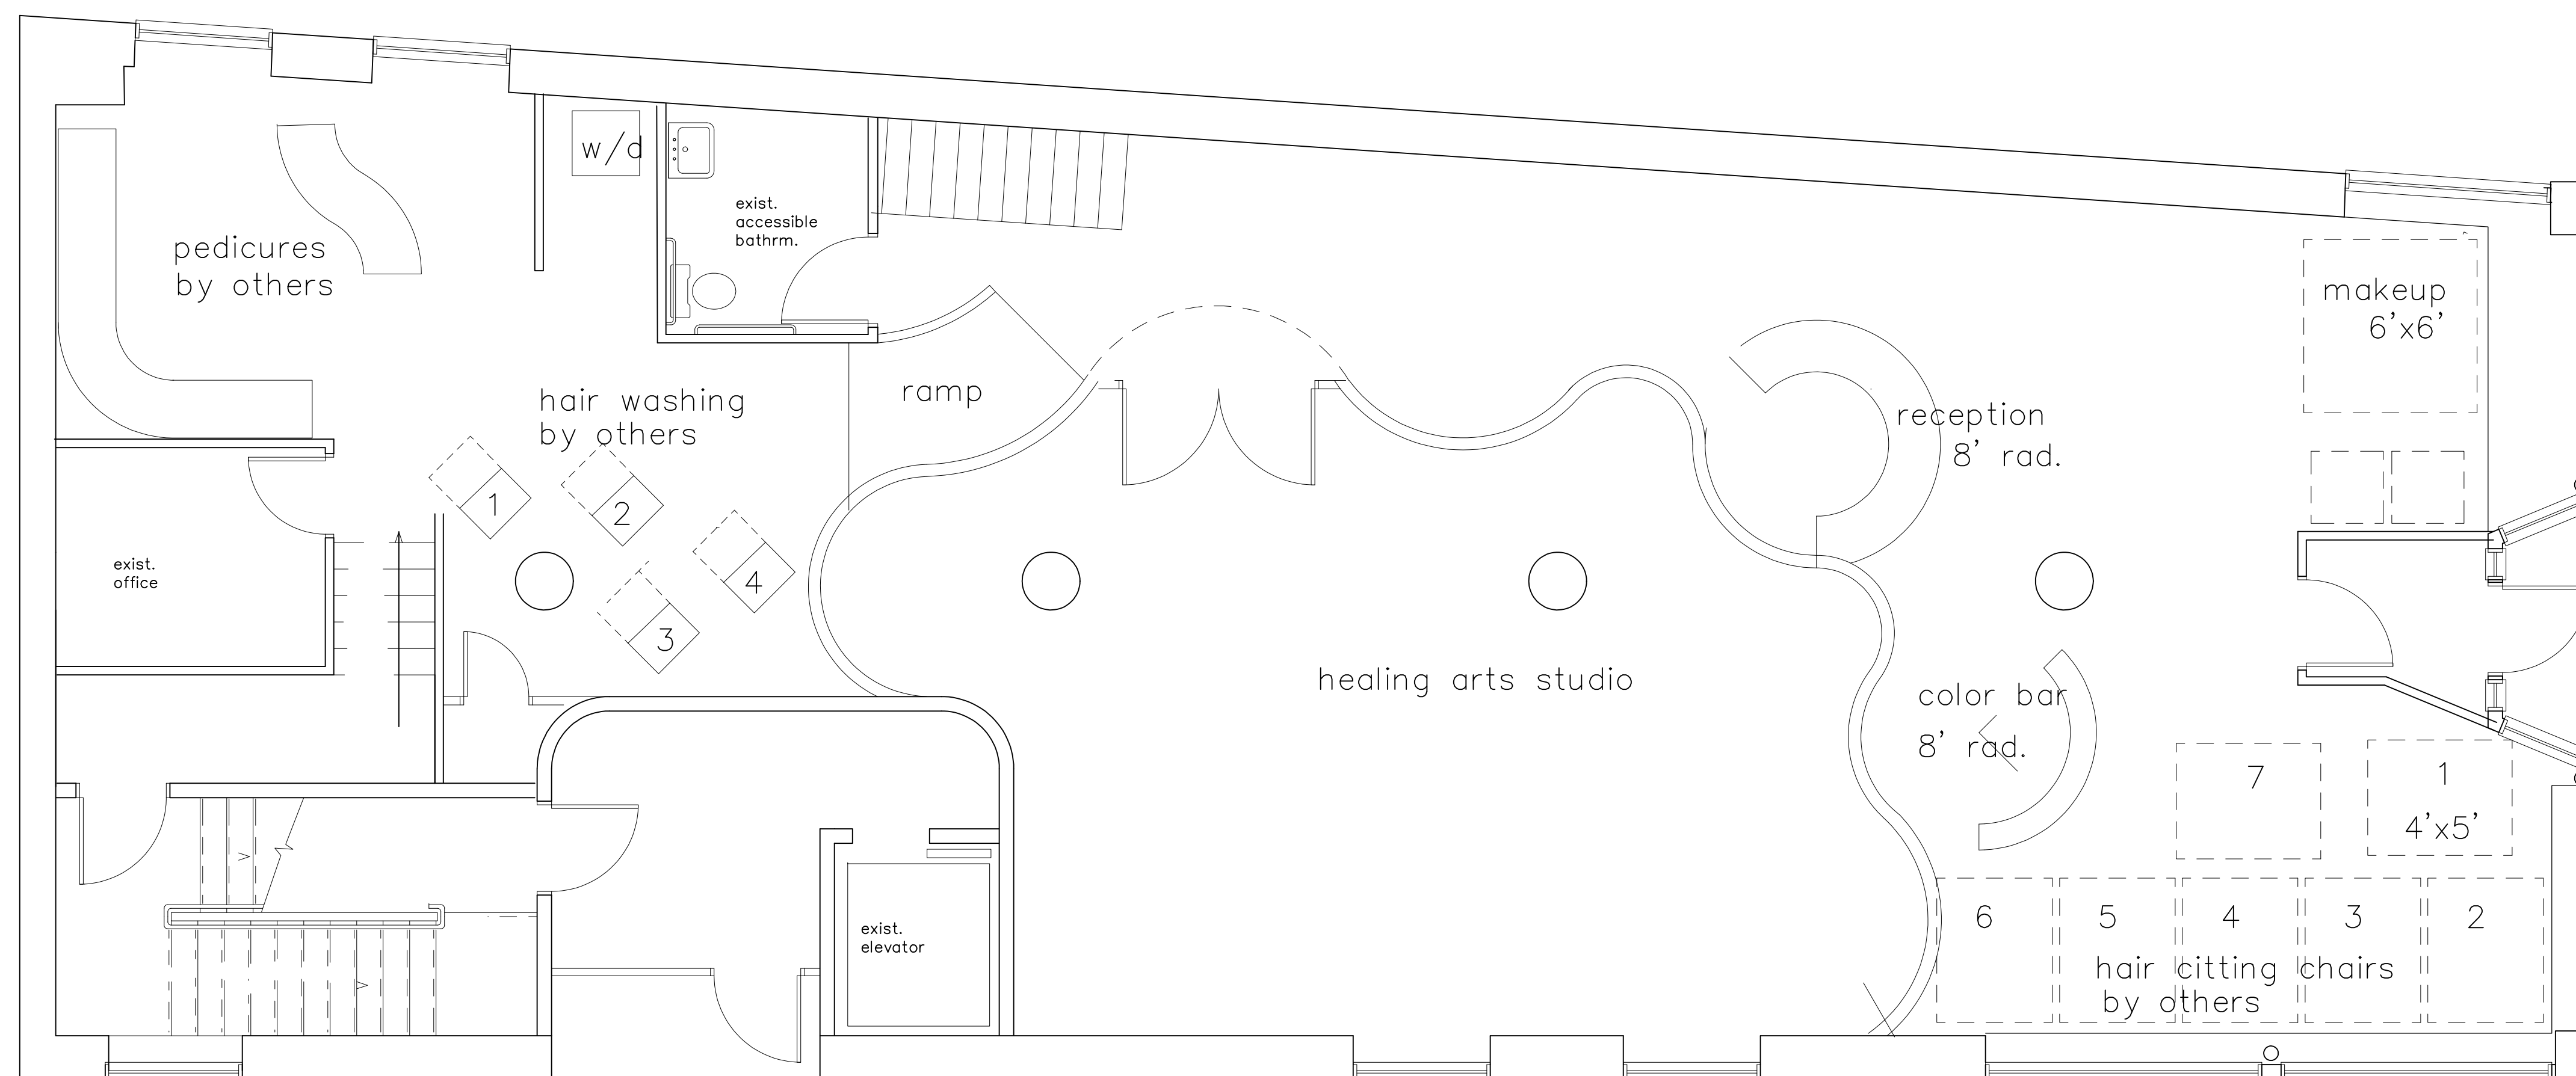 w/d
exist.
accessible
bathrm.
pedicures
by others
makeup
6'x6'
hair washing
by others
ramp
reception
8' rad.
1
2
4
3
exist.
office
healing arts studio
color bar
8' rad.
7
1
4'x5'
6
5
4
3
2
exist.
elevator
hair citting chairs
by others